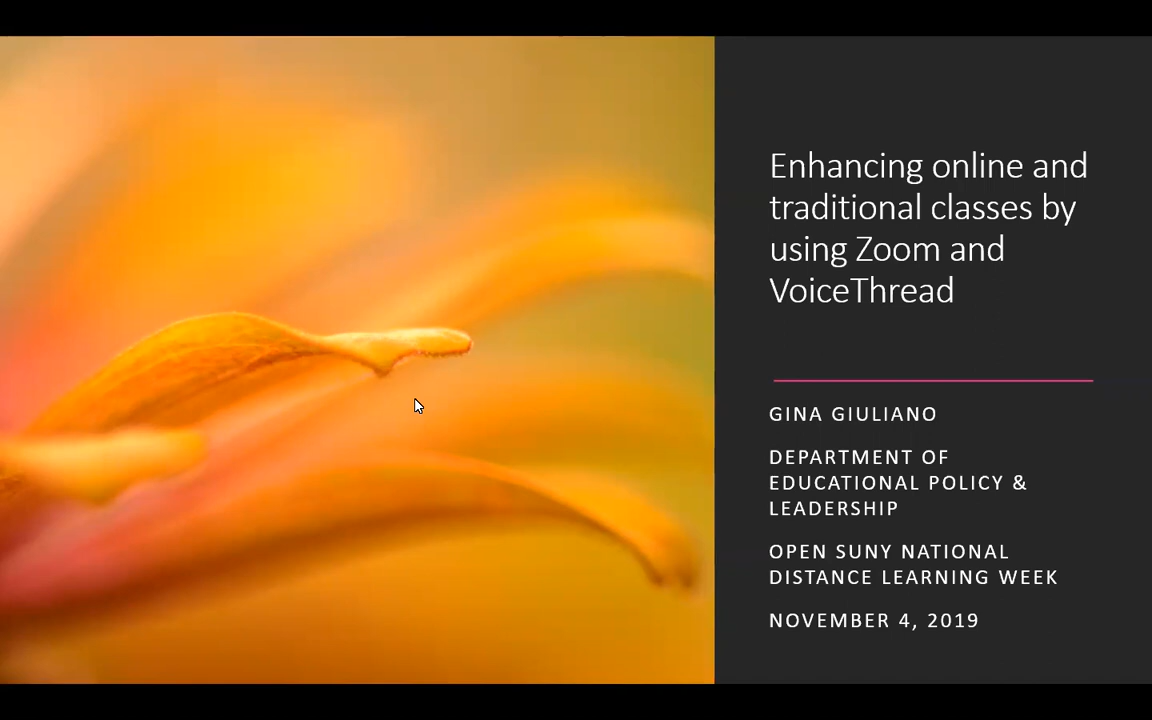 Enhancing online and
traditional classes by
using Zoom and
VoiceThread
GINA GIULIANO
DEPARTMENT OF
EDUCATIONAL POLICY &
LEADERSHIP
OPEN SUNY NATIONAL
DISTANCE LEARNING WEEK
NOVEMBER 4, 2019